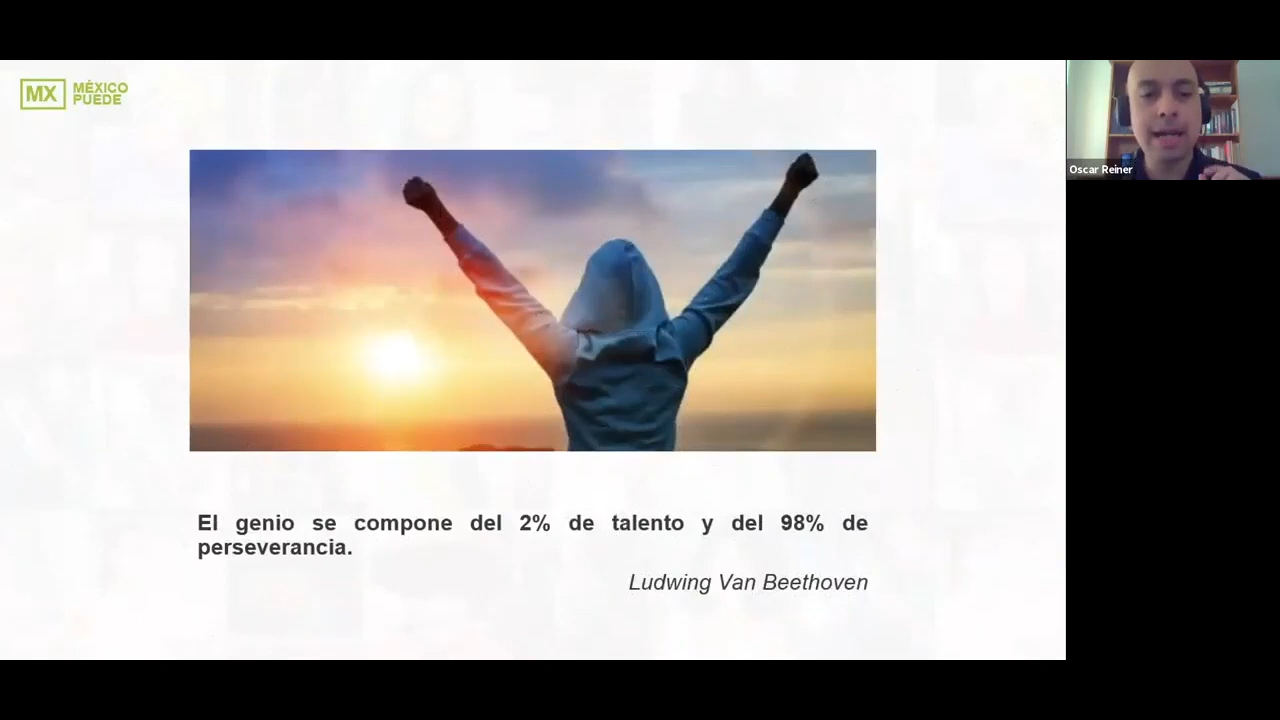 MX MÉXICO
PUEDE
Oscar Reiner
El genio se compone del 2% de talento y del 98% de
perseverancia.
Ludwing Van Beethoven